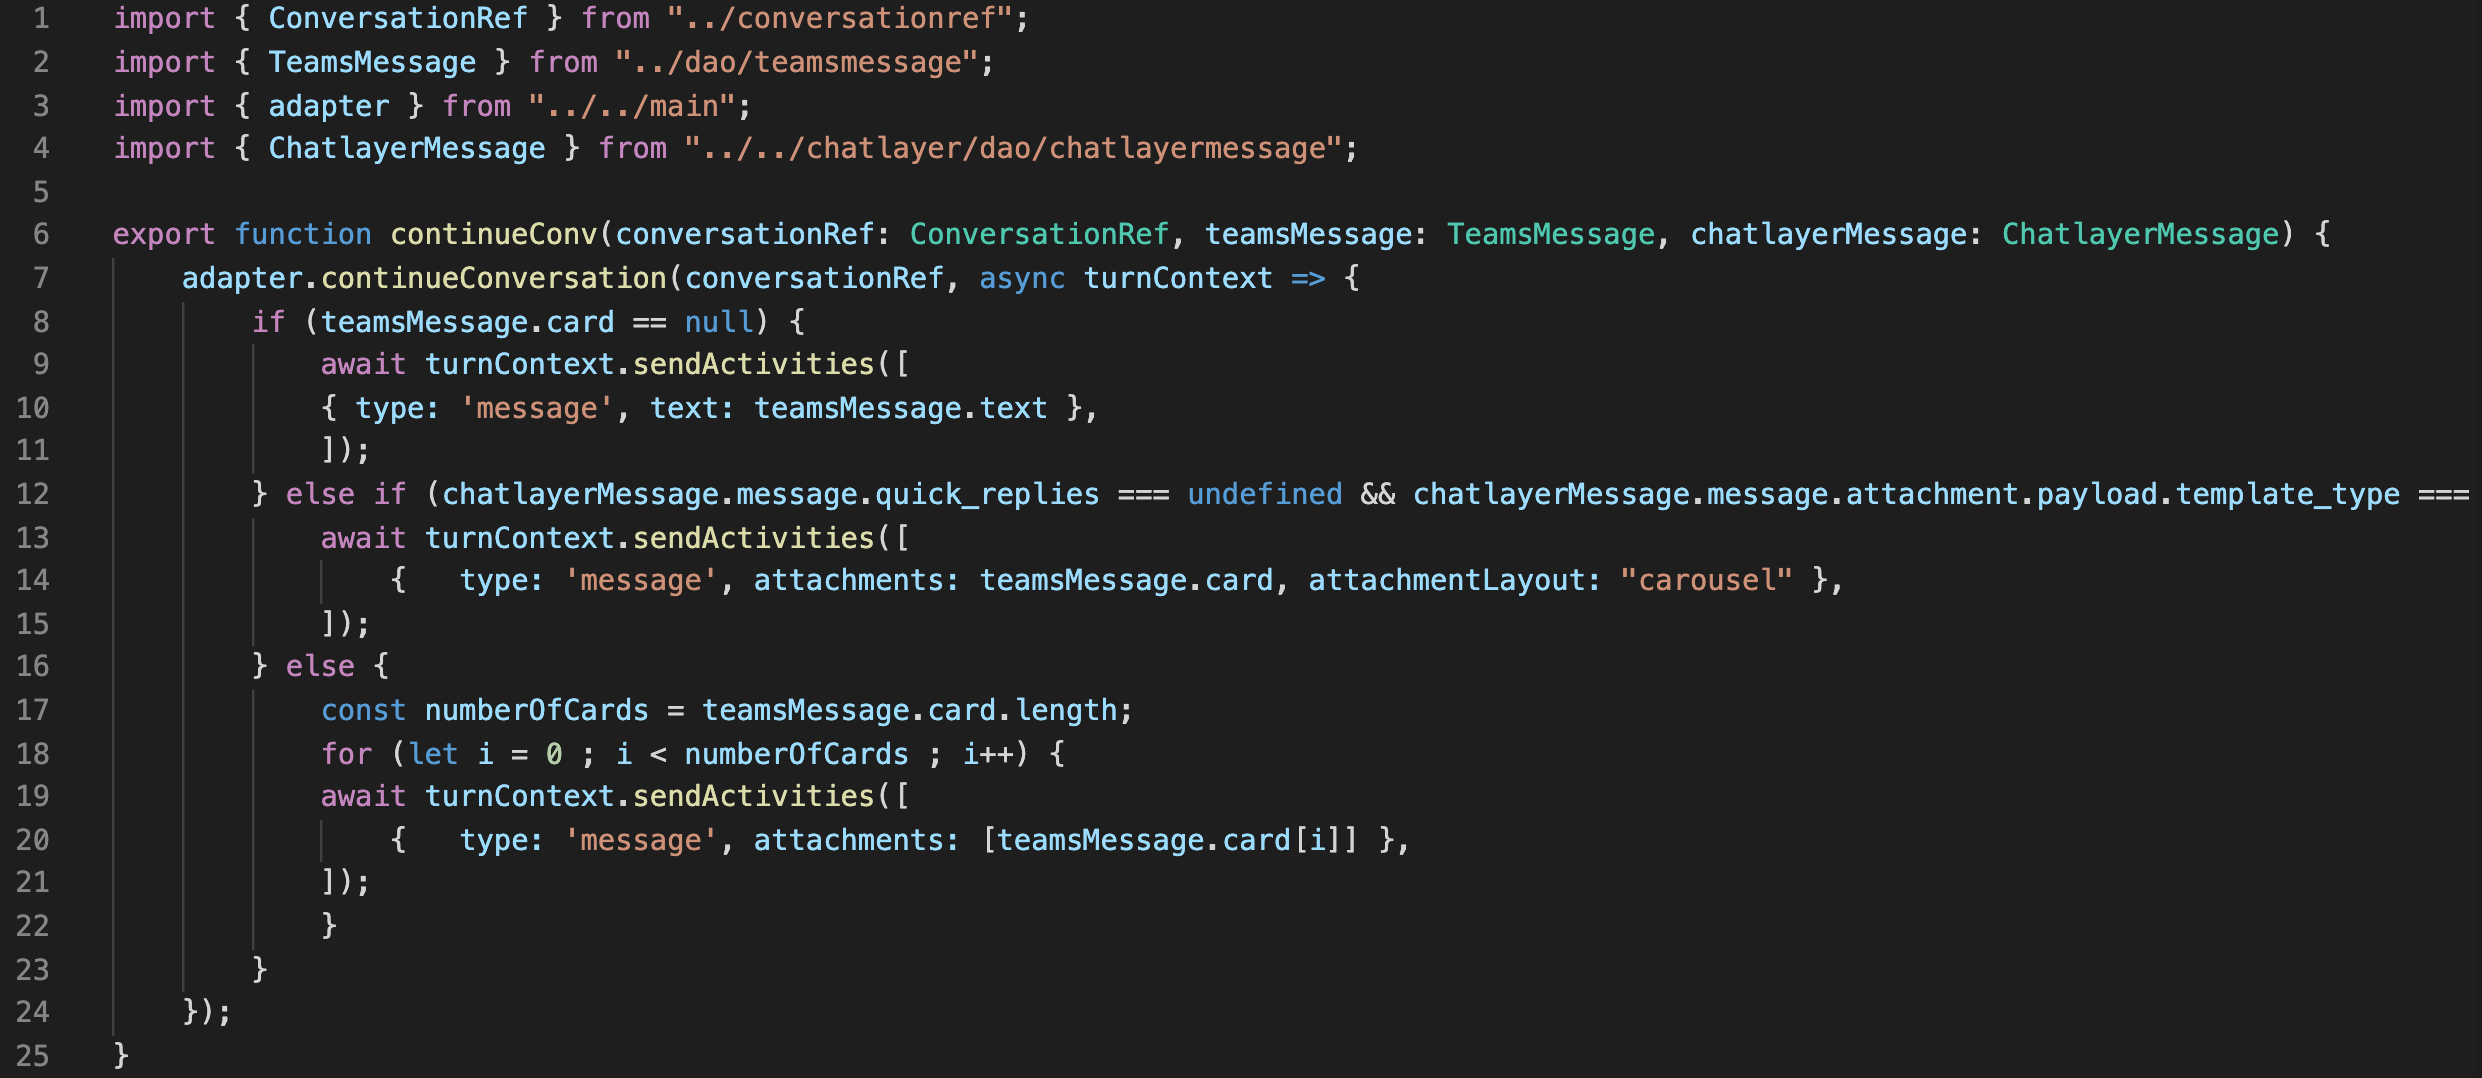 1 import { ConversationRef } from "../conversationref";
2 import { TeamsMessage } from "../dao/teamsmessage";
3 import { adapter } from "../../main";
4 import { ChatlayerMessage } from "../../chatlayer/dao/chatlayermessage";
5
6 export function continueConv(conversationRef: ConversationRef, teamsMessage: TeamsMessage, chatlayerMessage: ChatlayerMessage) {
7 adapter.continueConversation(conversationRef, async turnContext => {
8 if (teamsMessage.card == null) {
9 await turnContext.sendActivities([
10 { type: 'message', text: teamsMessage.text },
11 ]);
12 } else if (chatlayerMessage.message.quick_replies === undefined && chatlayerMessage.message.attachment.payload.template_type ===
13 await turnContext.sendActivities([
14 { type: 'message', attachments: teamsMessage.card, attachmentLayout: "carousel" },
15 ]);
16 } else {
17 const numberOfCards = teamsMessage.card.length;
18 for (let i = 0 ; i < numberOfCards ; i++) {
19 await turnContext.sendActivities([
20 { type: 'message', attachments: [teamsMessage.card[i]] },
21 ]);
22 }
23 }
24 });
25 }